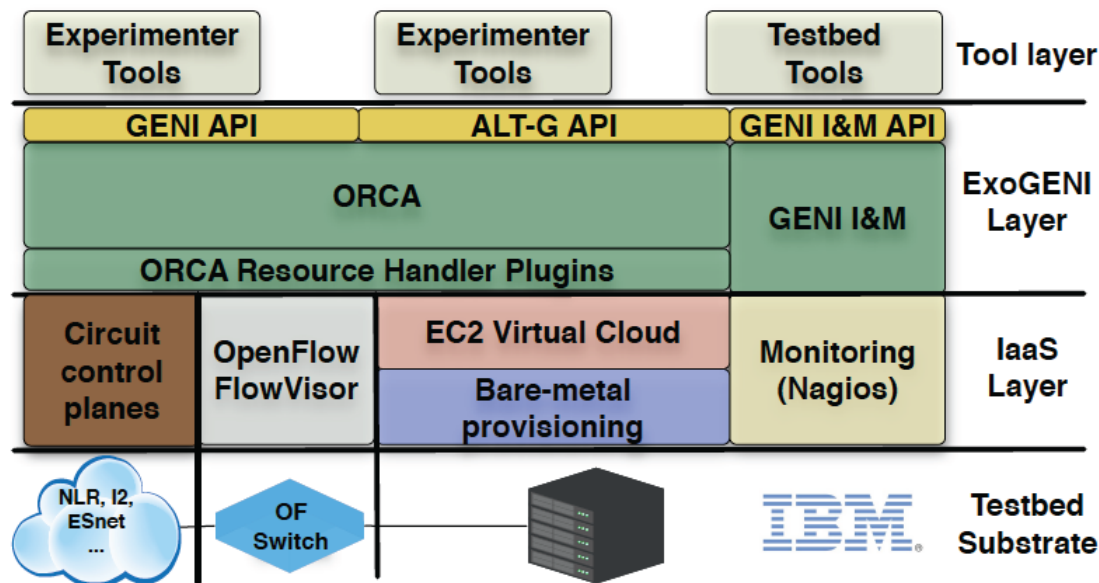 Experimenter
Tools
Experimenter
Tools
Testbed
Tools
Tool layer
GENI API
ALT-G API
GENI I&M API
ORCA
GENI I&M
ExoGENI
Layer
ORCA Resource Handler Plugins
Circuit
control
planes
OpenFlow
FlowVisor
EC2 Virtual Cloud
Bare-metal
provisioning
Monitoring
(Nagios)
IaaS
Layer
NLR, I2,
ESnet
...
OF
Switch
IBM®
Testbed
Substrate